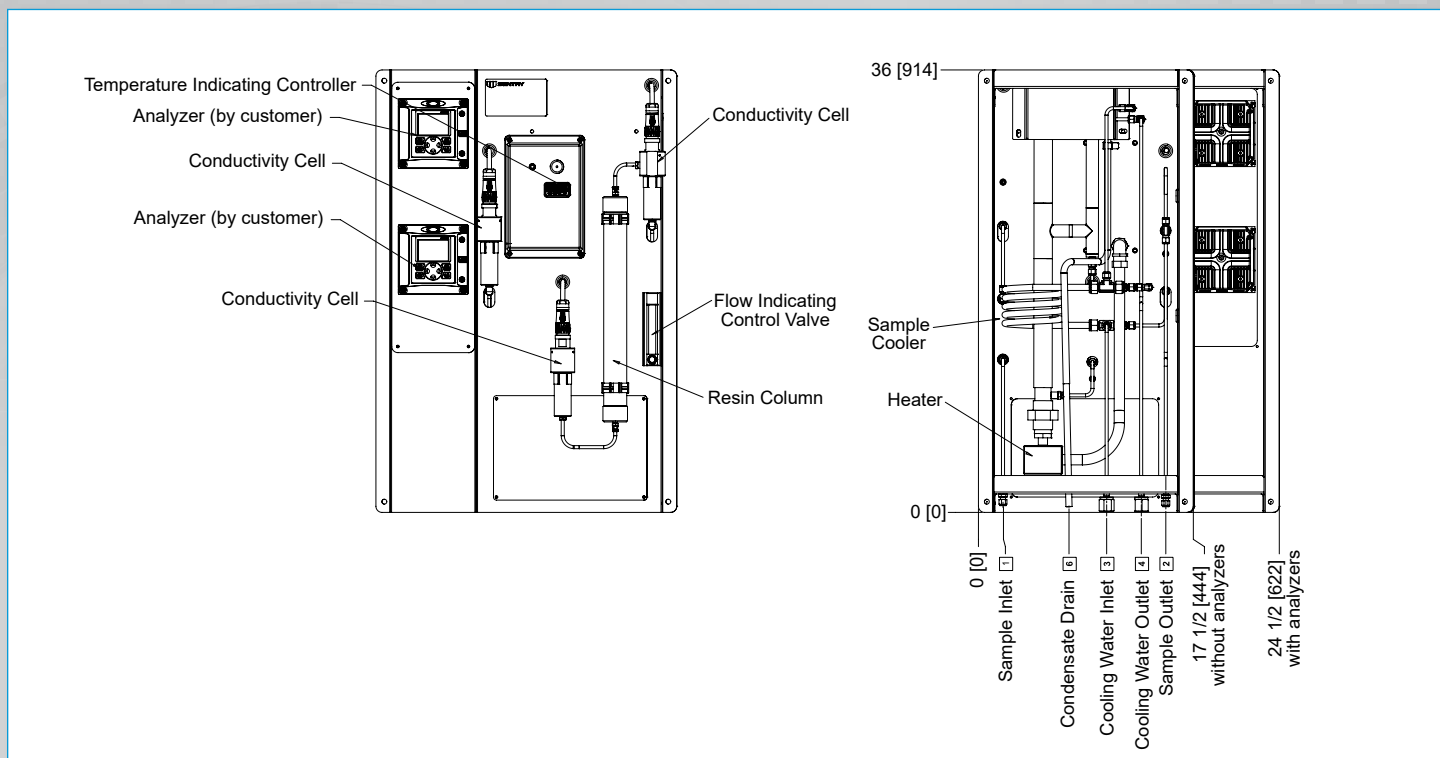 Temperature Indicating Controller
Analyzer (by customer)
Conductivity Cell
Analyzer (by customer)
Conductivity Cell
SENTRY
Conductivity Cell
Flow Indicating
Control Valve
Resin Column
36 [914]
Sample
Cooler
Heater
0 [0]
0 [0]
Sample Inlet 1
Condensate Drain 6
Cooling Water Inlet 3
Cooling Water Outlet 4
Sample Outlet 2
17 1/2 [444]
without analyzers
24 1/2 [622]
with analyzers